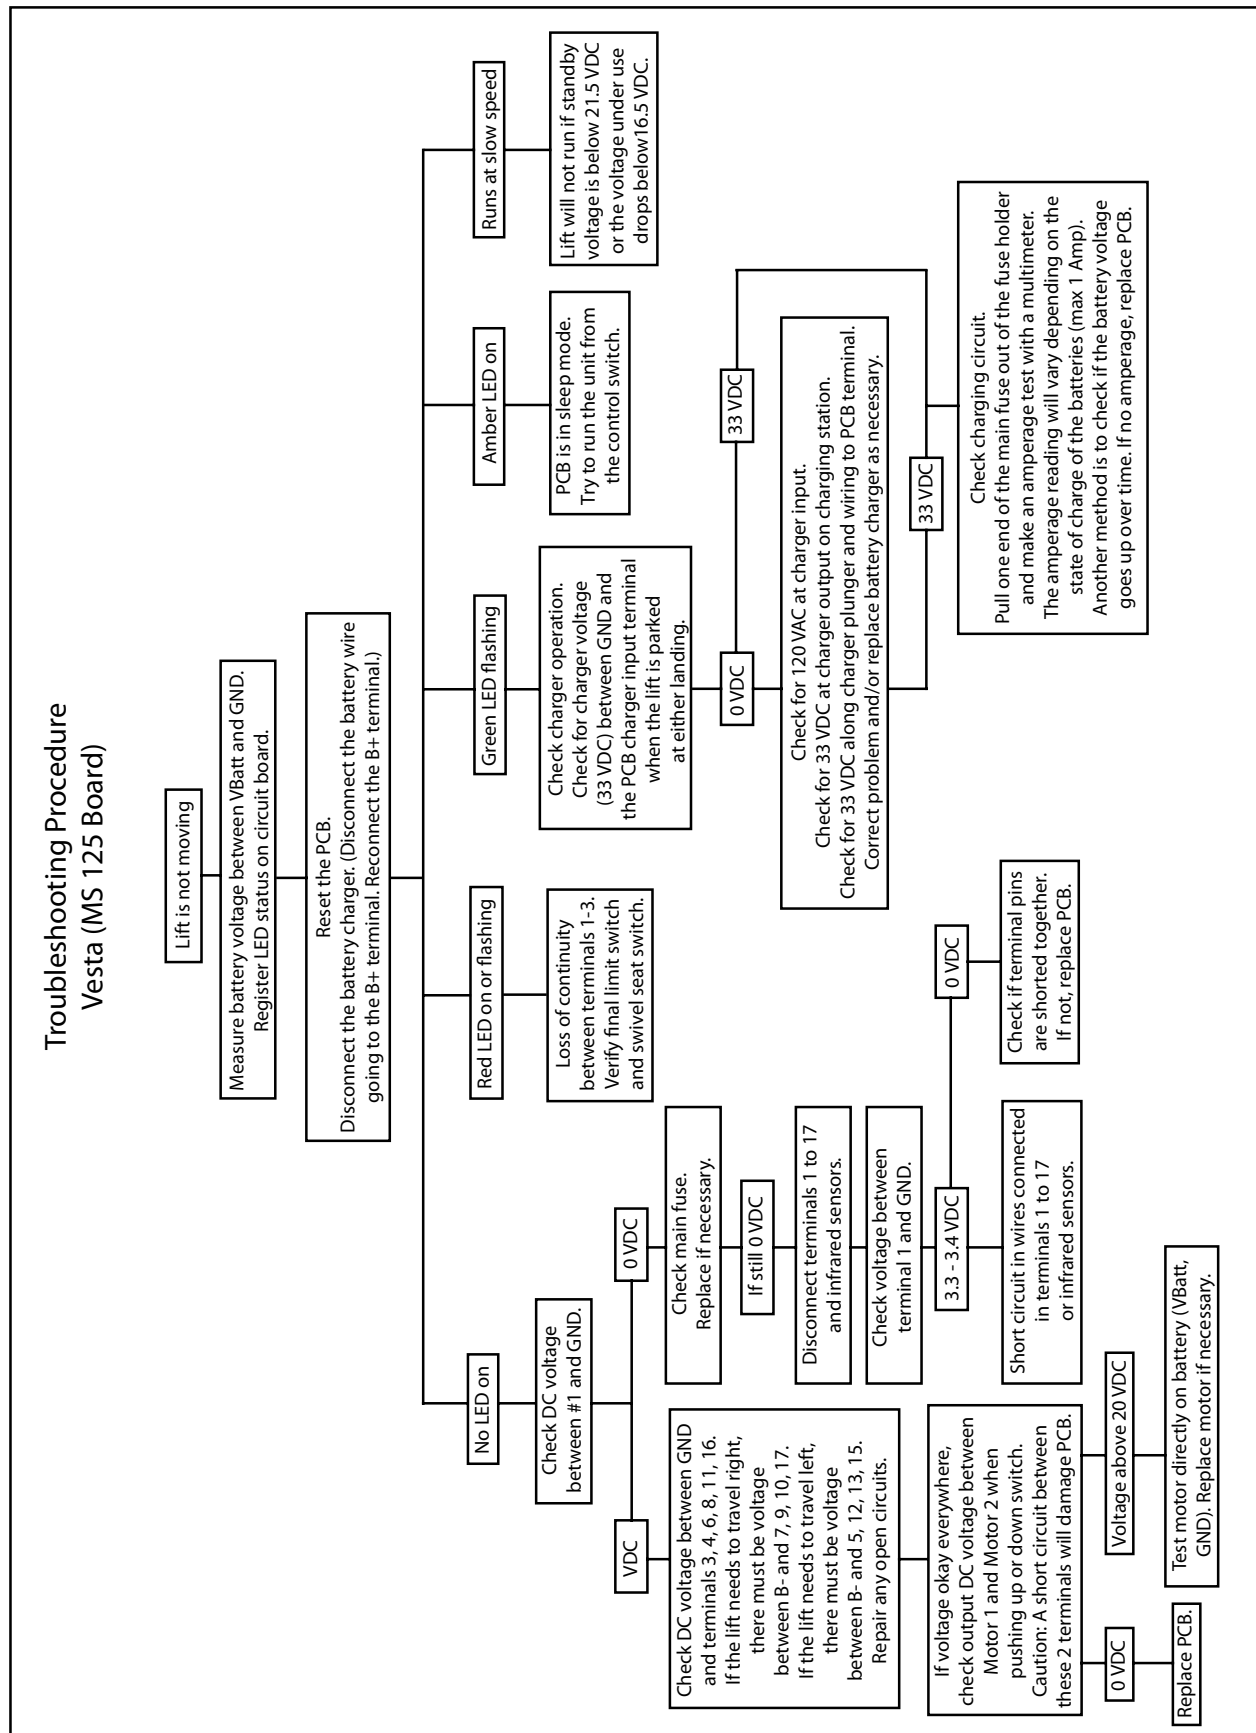 Troubleshooting Procedure
Vesta (MS 125 Board)
Lift is not moving
Measure battery voltage between VBatt and GND.
Register LED status on circuit board.
Reset the PCB.
Disconnect the battery charger. (Disconnect the battery wire
going to the B+ terminal. Reconnect the B+ terminal.)
No LED on
Check DC voltage
between #1 and GND.
VDC
Check DC voltage between GND
and terminals 3, 4, 6, 8, 11, 16.
If the lift needs to travel right,
there must be voltage
between B- and 7, 9, 10, 17.
If the lift needs to travel left,
there must be voltage
between B- and 5, 12, 13, 15.
Repair any open circuits.
If voltage okay everywhere,
check output DC voltage between
Motor 1 and Motor 2 when
pushing up or down switch.
Caution: A short circuit between
these 2 terminals will damage PCB.
0 VDC
Replace PCB.
Voltage above 20 VDC
Test motor directly on battery (VBatt,
GND). Replace motor if necessary.
0 VDC
Check main fuse.
Replace if necessary.
If still 0 VDC
Disconnect terminals 1 to 17
and infrared sensors.
Check voltage between
terminal 1 and GND.
3.3 - 3.4 VDC
Short circuit in wires connected
in terminals 1 to 17
or infrared sensors.
0 VDC
Check if terminal pins
are shorted together.
If not, replace PCB.
Red LED on or flashing
Loss of continuity
between terminals 1-3.
Verify final limit switch
and swivel seat switch.
Green LED flashing
Check charger operation.
Check for charger voltage
(33 VDC) between GND and
the PCB charger input terminal
when the lift is parked
at either landing.
0 VDC
33 VDC
Check for 120 VAC at charger input.
Check for 33 VDC at charger output on charging station.
Check for 33 VDC along charger plunger and wiring to PCB terminal.
Correct problem and/or replace battery charger as necessary.
33 VDC
Check charging circuit.
Pull one end of the main fuse out of the fuse holder
and make an amperage test with a multimeter.
The amperage reading will vary depending on the
state of charge of the batteries (max 1 Amp).
Another method is to check if the battery voltage
goes up over time. If no amperage, replace PCB.
Amber LED on
PCB is in sleep mode.
Try to run the unit from
the control switch.
Runs at slow speed
Lift will not run if standby
voltage is below 21.5 VDC
or the voltage under use
drops below16.5 VDC.